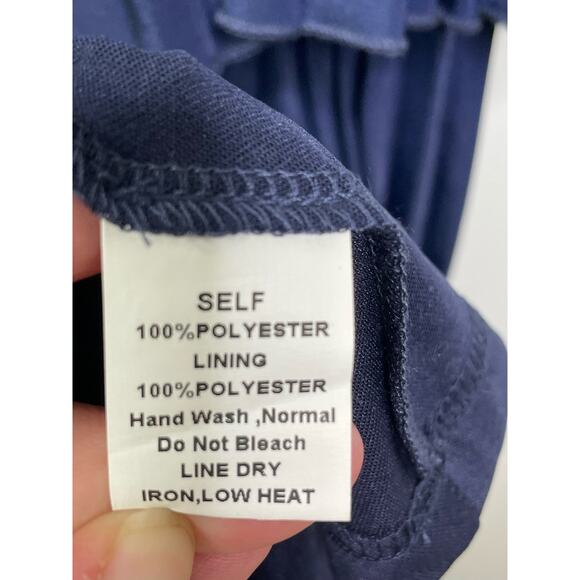 SELF
100%POLYESTER
LINING
100%POLYESTER
Hand Wash ,Normal
Do Not Bleach
LINE DRY
IRON,LOW HEAT